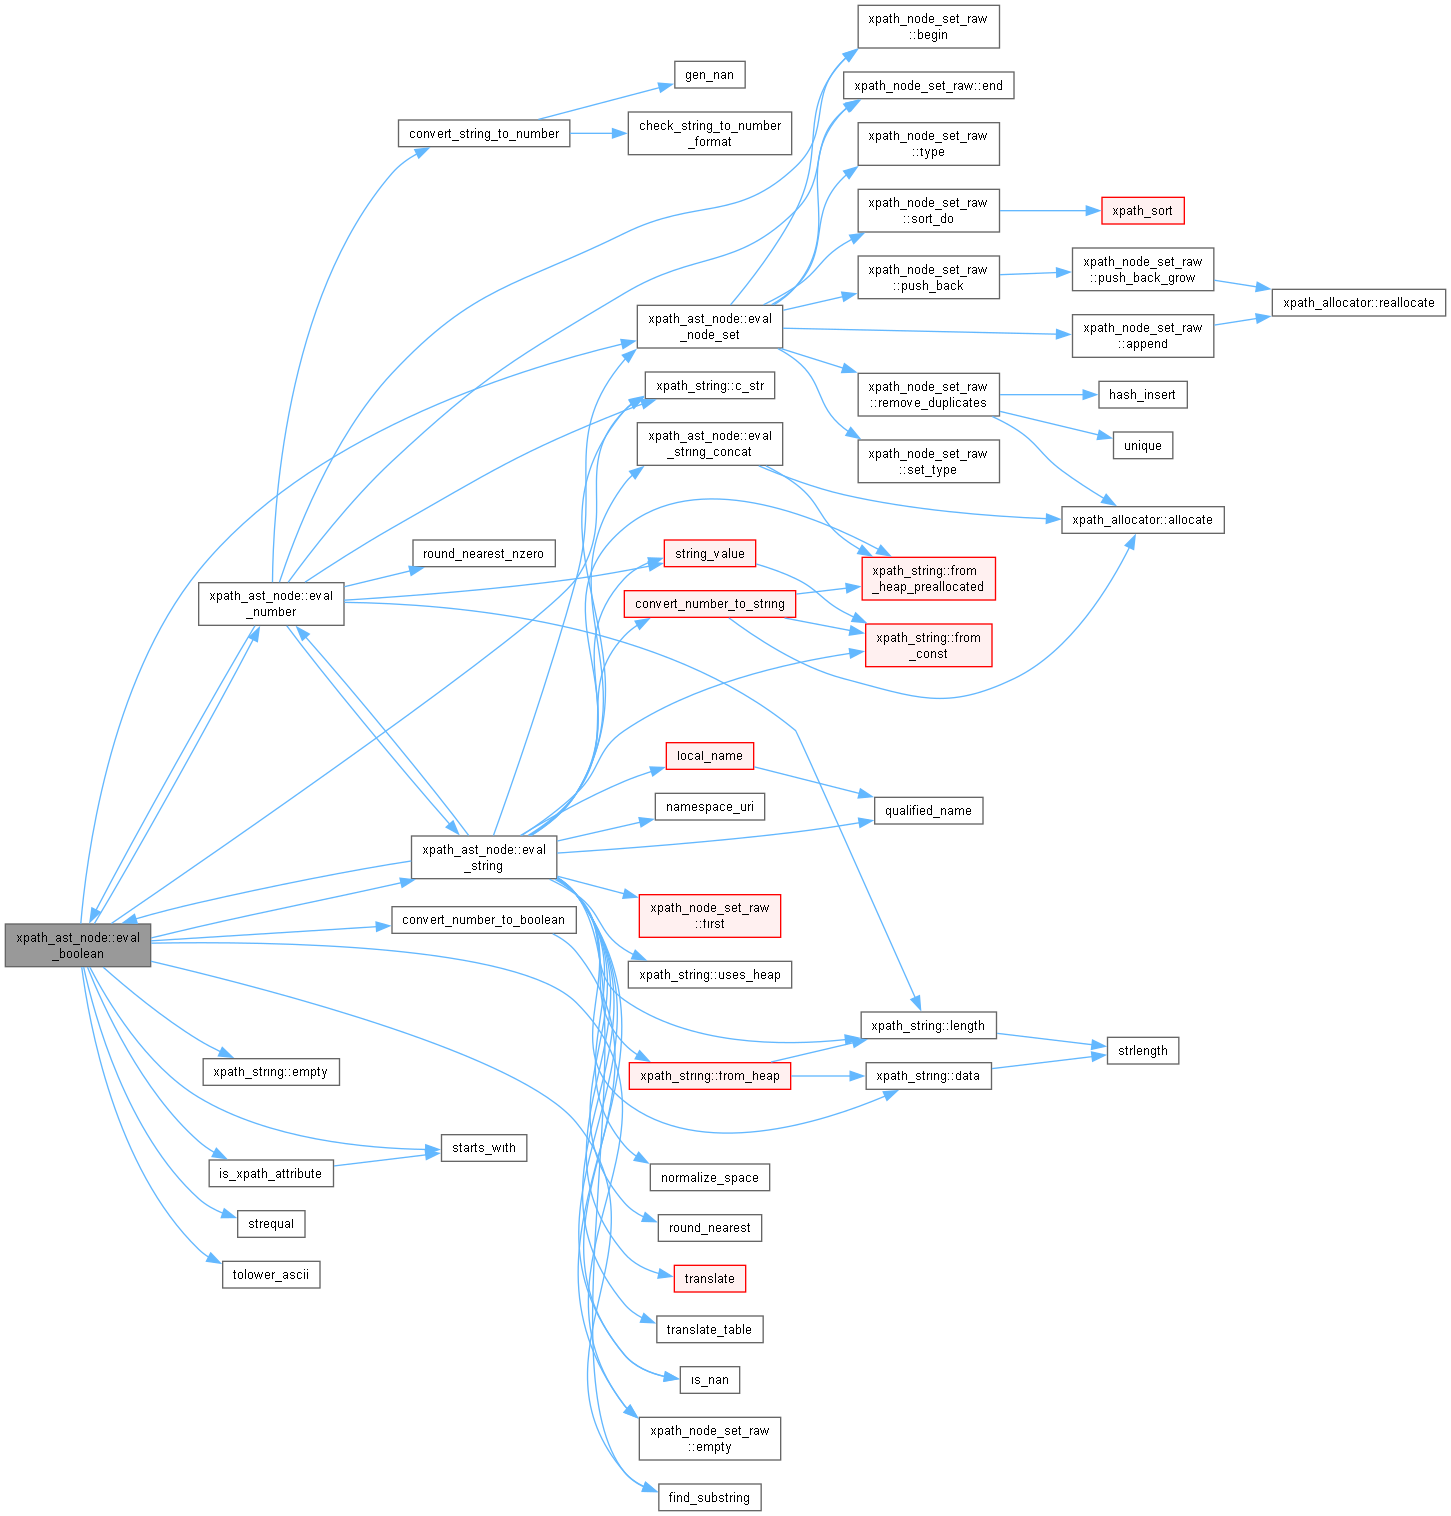 xpath_node_set_raw
::begin
gen_nan
xpath_node_set_raw::end
convert_string_to_number
check_string_to_number
_format
xpath_node_set_raw
::type
xpath_node_set_raw
::sort_do
xpath_sort
xpath_node_set_raw
::push_back
xpath_node_set_raw
::push_back_grow
xpath_allocator::reallocate
xpath_ast_node::eval
_node_set
xpath_node_set_raw
::append
xpath_string::c_str
xpath_node_set_raw
::remove_duplicates
hash_insert
xpath_ast_node::eval
_string_concat
unique
xpath_node_set_raw
::set_type
xpath_allocator::allocate
round_nearest_nzero
string_value
xpath_string::from
_heap_preallocated
xpath_ast_node::eval
_number
convert_number_to_string
xpath_string::from
_const
local_name
namespace_uri
qualified_name
xpath_ast_node::eval
_string
xpath_node_set_raw
::first
convert_number_to_boolean
xpath_ast_node::eval
_boolean
xpath_string::uses_heap
xpath_string::length
strlength
xpath_string::empty
xpath_string::from_heap
xpath_string::data
starts_with
is_xpath_attribute
normalize_space
strequal
round_nearest
tolower_ascii
translate
translate_table
is_nan
xpath_node_set_raw
::empty
find_substring